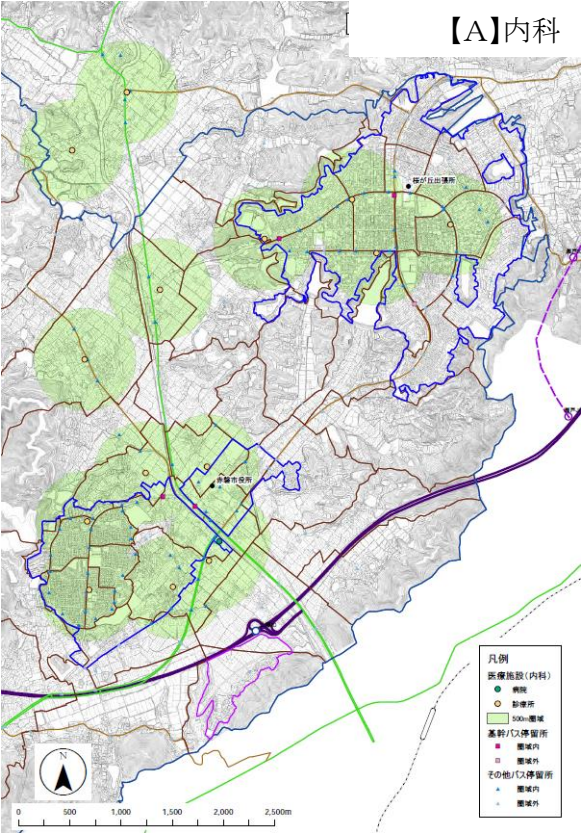 【A】内科
桜が丘出張所
赤磐市役所
凡例
医療施設(内科)
病院
診療所
500m圏域
基幹バス停留所
圏域内
圏域外
その他バス停留所
圏域内
圏域外
N
0 500 1,000 1,500 2,000 2,500m